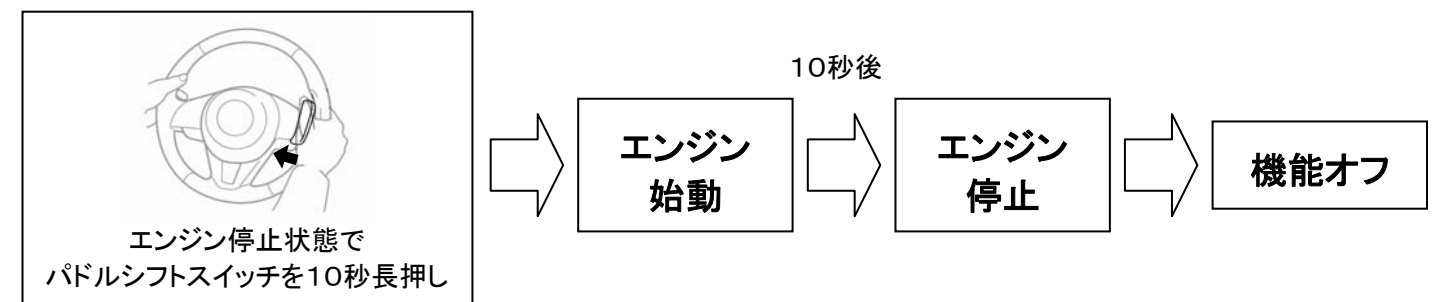 エンジン停止状態で
パドルシフトスイッチを１０秒長押し
エンジン
始動
１０秒後
エンジン
停止
機能オフ